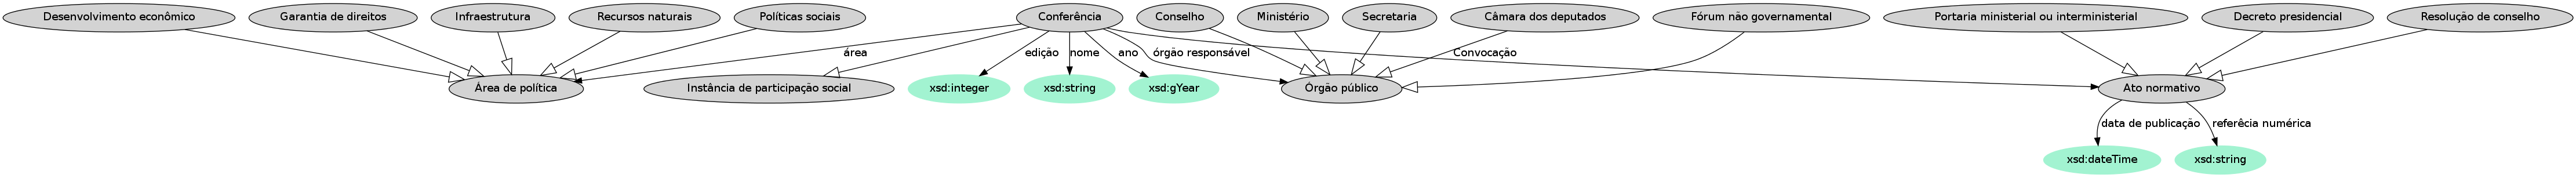 Desenvolvimento econômico
Garantia de direitos
Infraestrutura
Recursos naturais
Políticas sociais
Conferência
Conselho
Ministério
Secretaria
Câmara dos deputados
Fórum não governamental
Portaria ministerial ou interministerial
Decreto presidencial
Resolução de conselho
área
edição
nome
ano
órgão responsável
Convocação
Área de política
Instância de participação social
xsd:integer
xsd:string
xsd:gYear
Órgão público
Ato normativo
data de publicação
referêcia numérica
xsd:dateTime
xsd:string